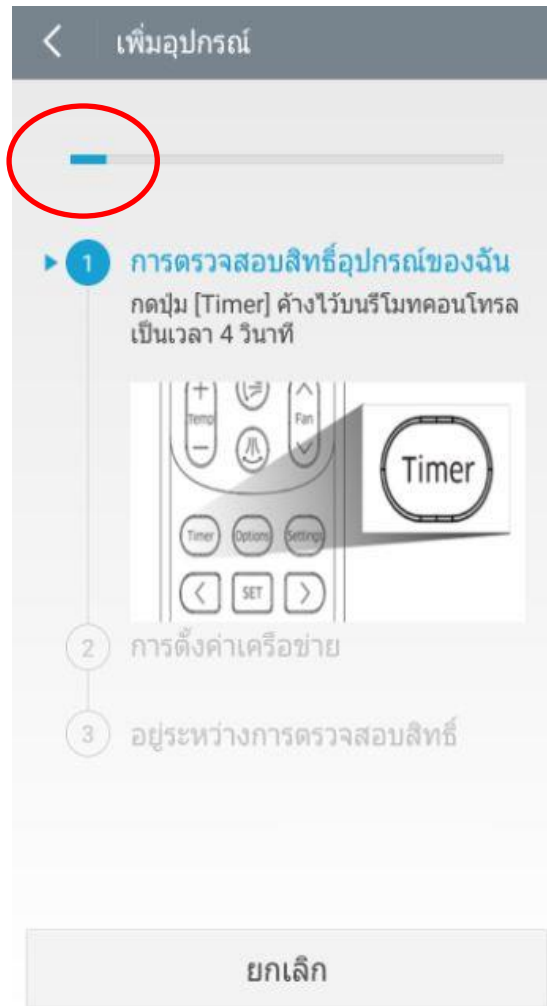 เพิ่มอุปกรณ์
1
การตรวจสอบสิทธิ์อุปกรณ์ของฉัน
กดปุ่ม [Timer] ค้างไว้บนรีโมทคอนโทรล
เป็นเวลา 4 วินาที
Temp
Fan
Timer
Timer
Options
Settings
SET
2
การตั้งค่าเครือข่าย
3
อยู่ระหว่างการตรวจสอบสิทธิ์
ยกเลิก